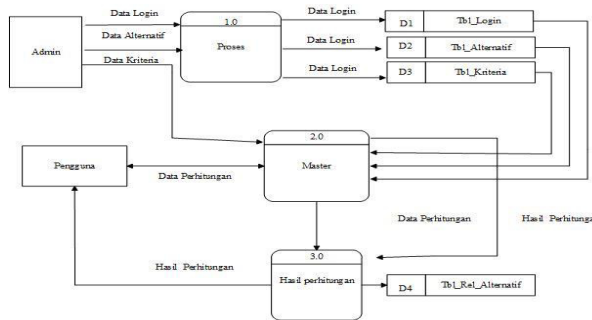 Data Login
Data Alternatif
Data Kriteria
Admin
1.0
Proses
Data Login
Data Login
Data Login
D1 Tbl_Login
D2 Tbl_Alternatif
D3 Tbl_Kriteria
2.0
Master
Pengguna
Data Perhitungan
Data Perhitungan
Hasil Perhitungan
3.0
Hasil perhitungan
Hasil Perhitungan
D4 Tbl_Rel_Alternatif